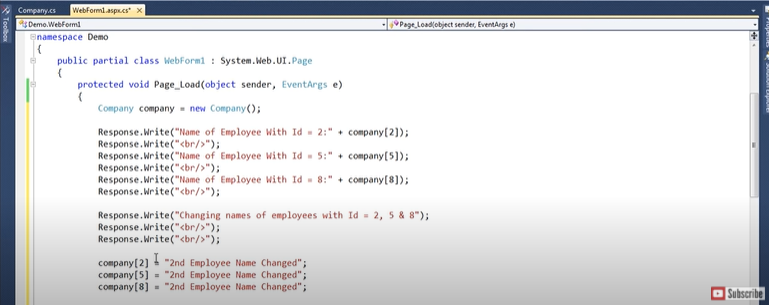 Company.cs WebForm1.aspx.cs* ×
Toolbox
Demo.WebForm1 Page_Load(object sender, EventArgs e)
namespace Demo
{
public partial class WebForm1 : System.Web.UI.Page
{
protected void Page_Load(object sender, EventArgs e)
{
Company company = new Company();
Response.Write("Name of Employee With Id = 2:" + company[2]);
Response.Write("<br/>");
Response.Write("Name of Employee With Id = 5:" + company[5]);
Response.Write("<br/>");
Response.Write("Name of Employee With Id = 8:" + company[8]);
Response.Write("<br/>");
Response.Write("Changing names of employees with Id = 2, 5 & 8");
Response.Write("<br/>");
Response.Write("<br/>");
company[2] = "2nd Employee Name Changed";
company[5] = "2nd Employee Name Changed";
company[8] = "2nd Employee Name Changed";
Subscribe